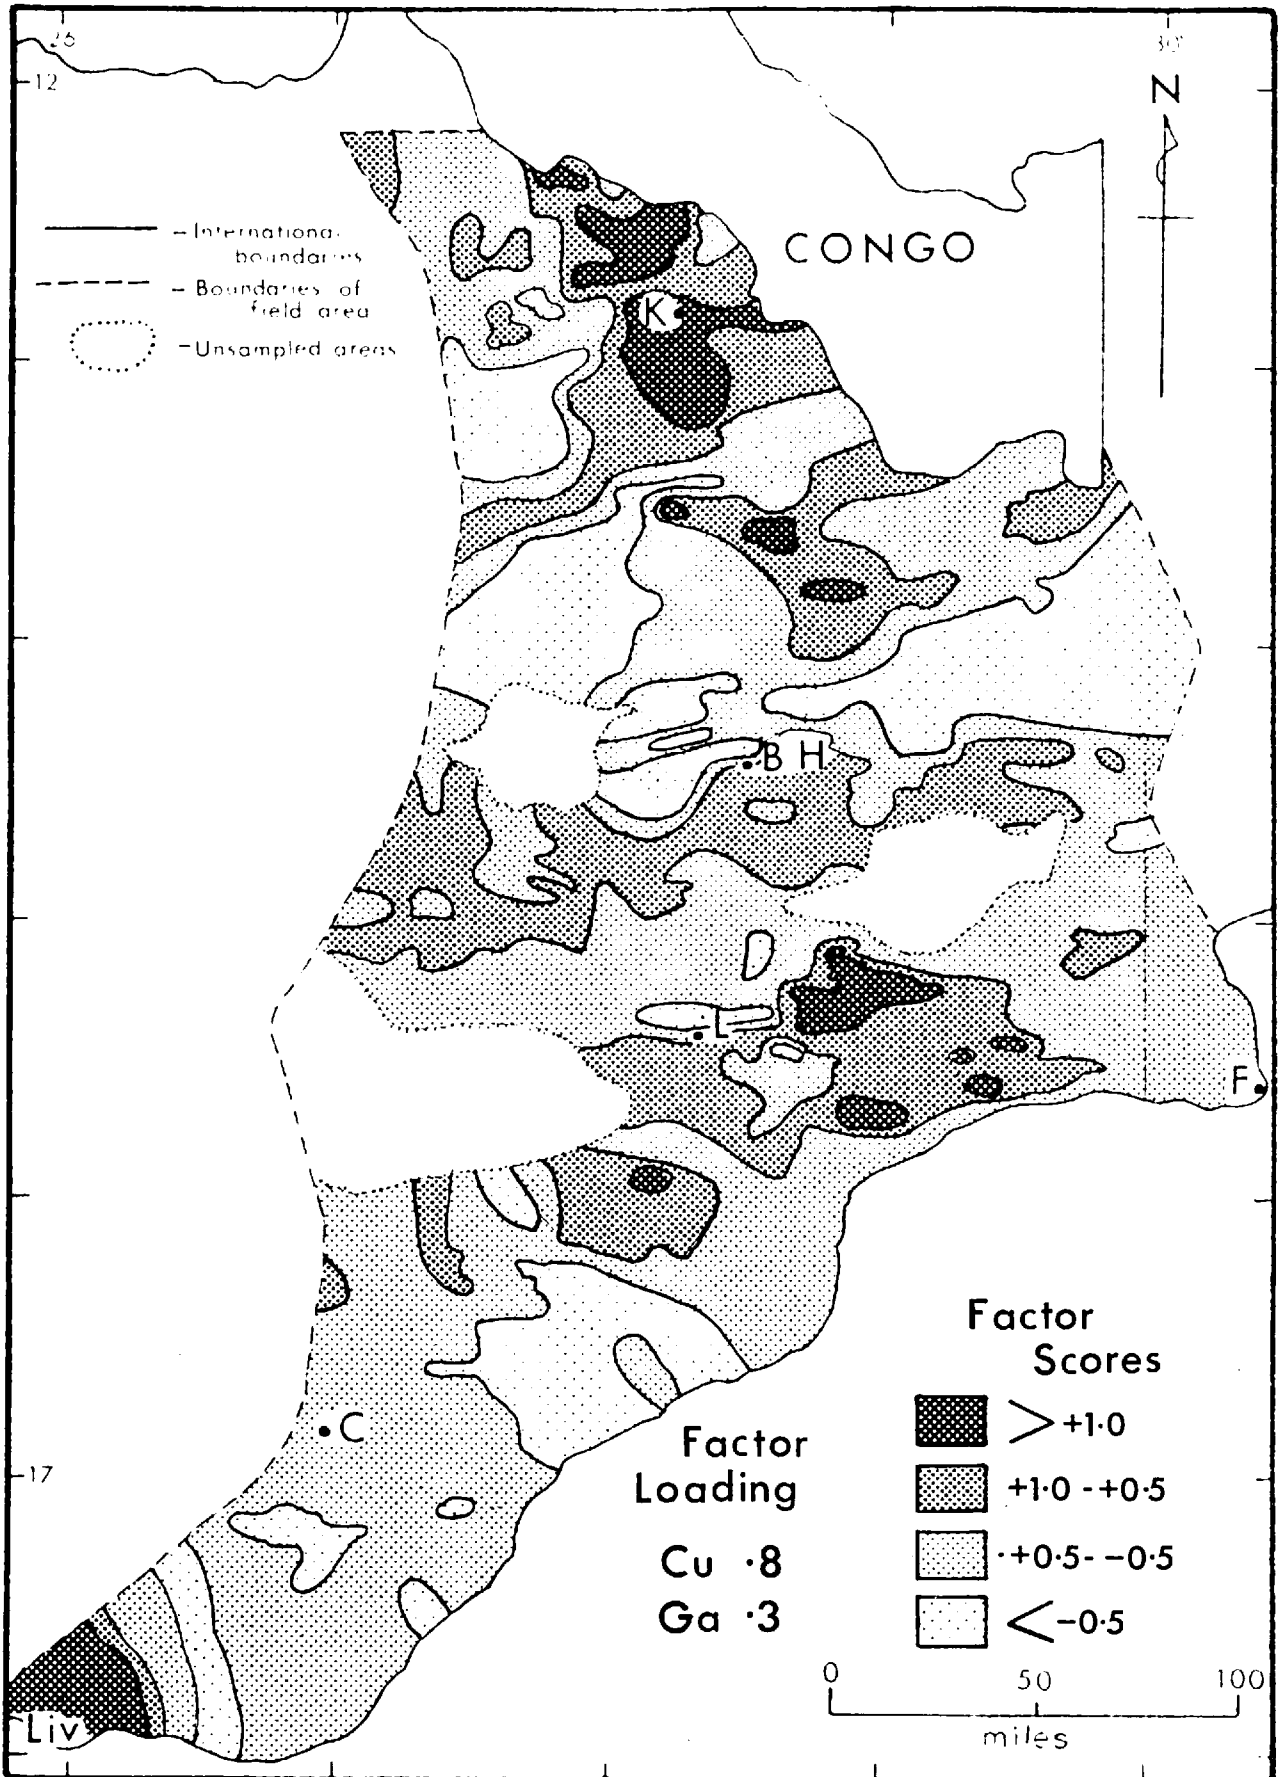 26
30°
12
N
— International
boundaries
— Boundaries of
field area
— Unsampled areas
CONGO
K
B H
L
F
C
17
Liv
Factor
Scores
> +1·0
+1·0 - +0·5
·+0·5 - -0·5
< -0·5
Factor
Loading
Cu ·8
Ga ·3
0 50 100
miles